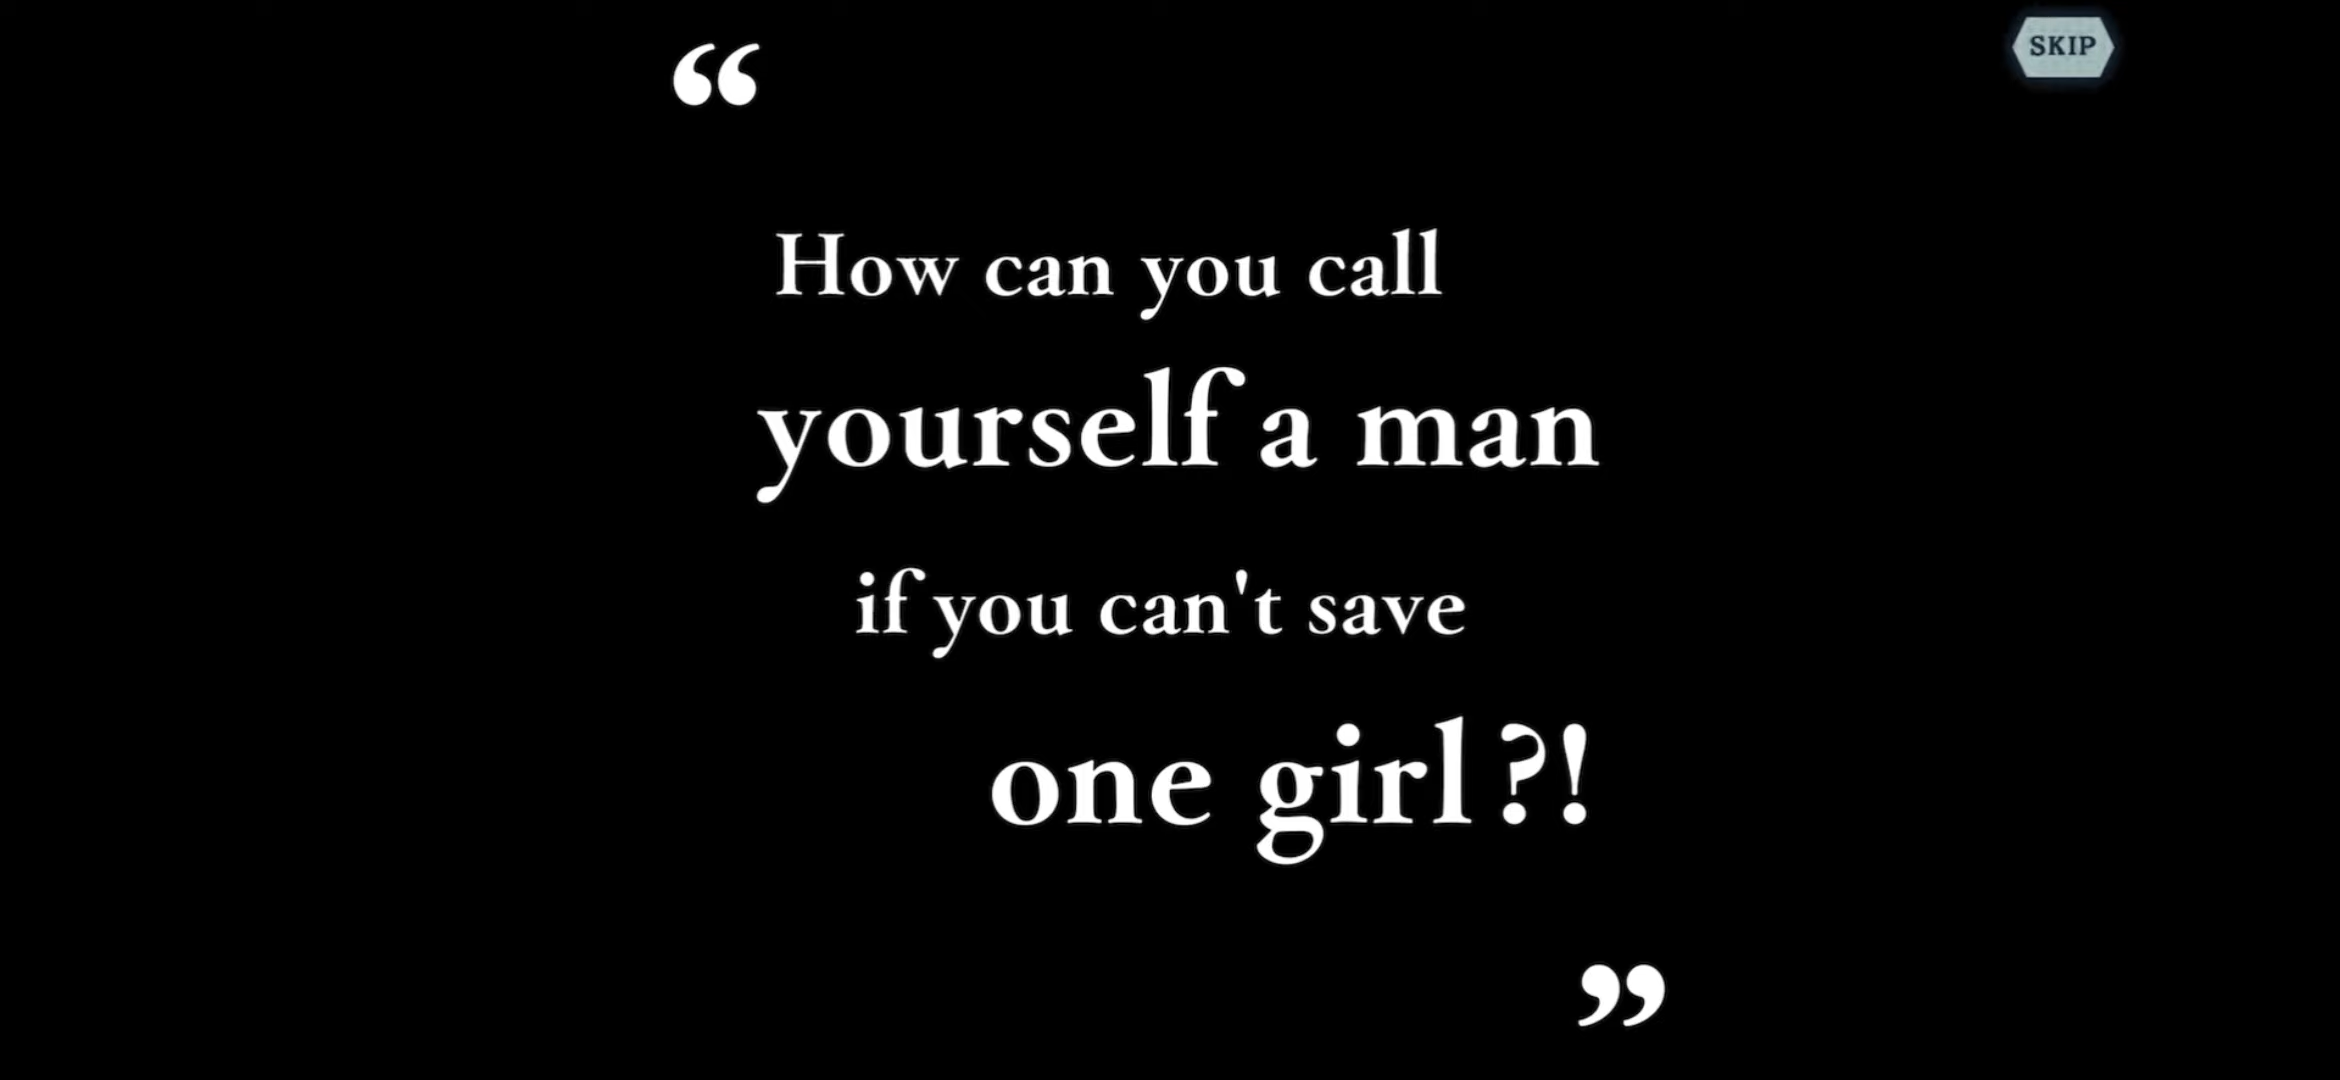 SKIP
“
How can you call
yourself a man
if you can't save
one girl?!
”